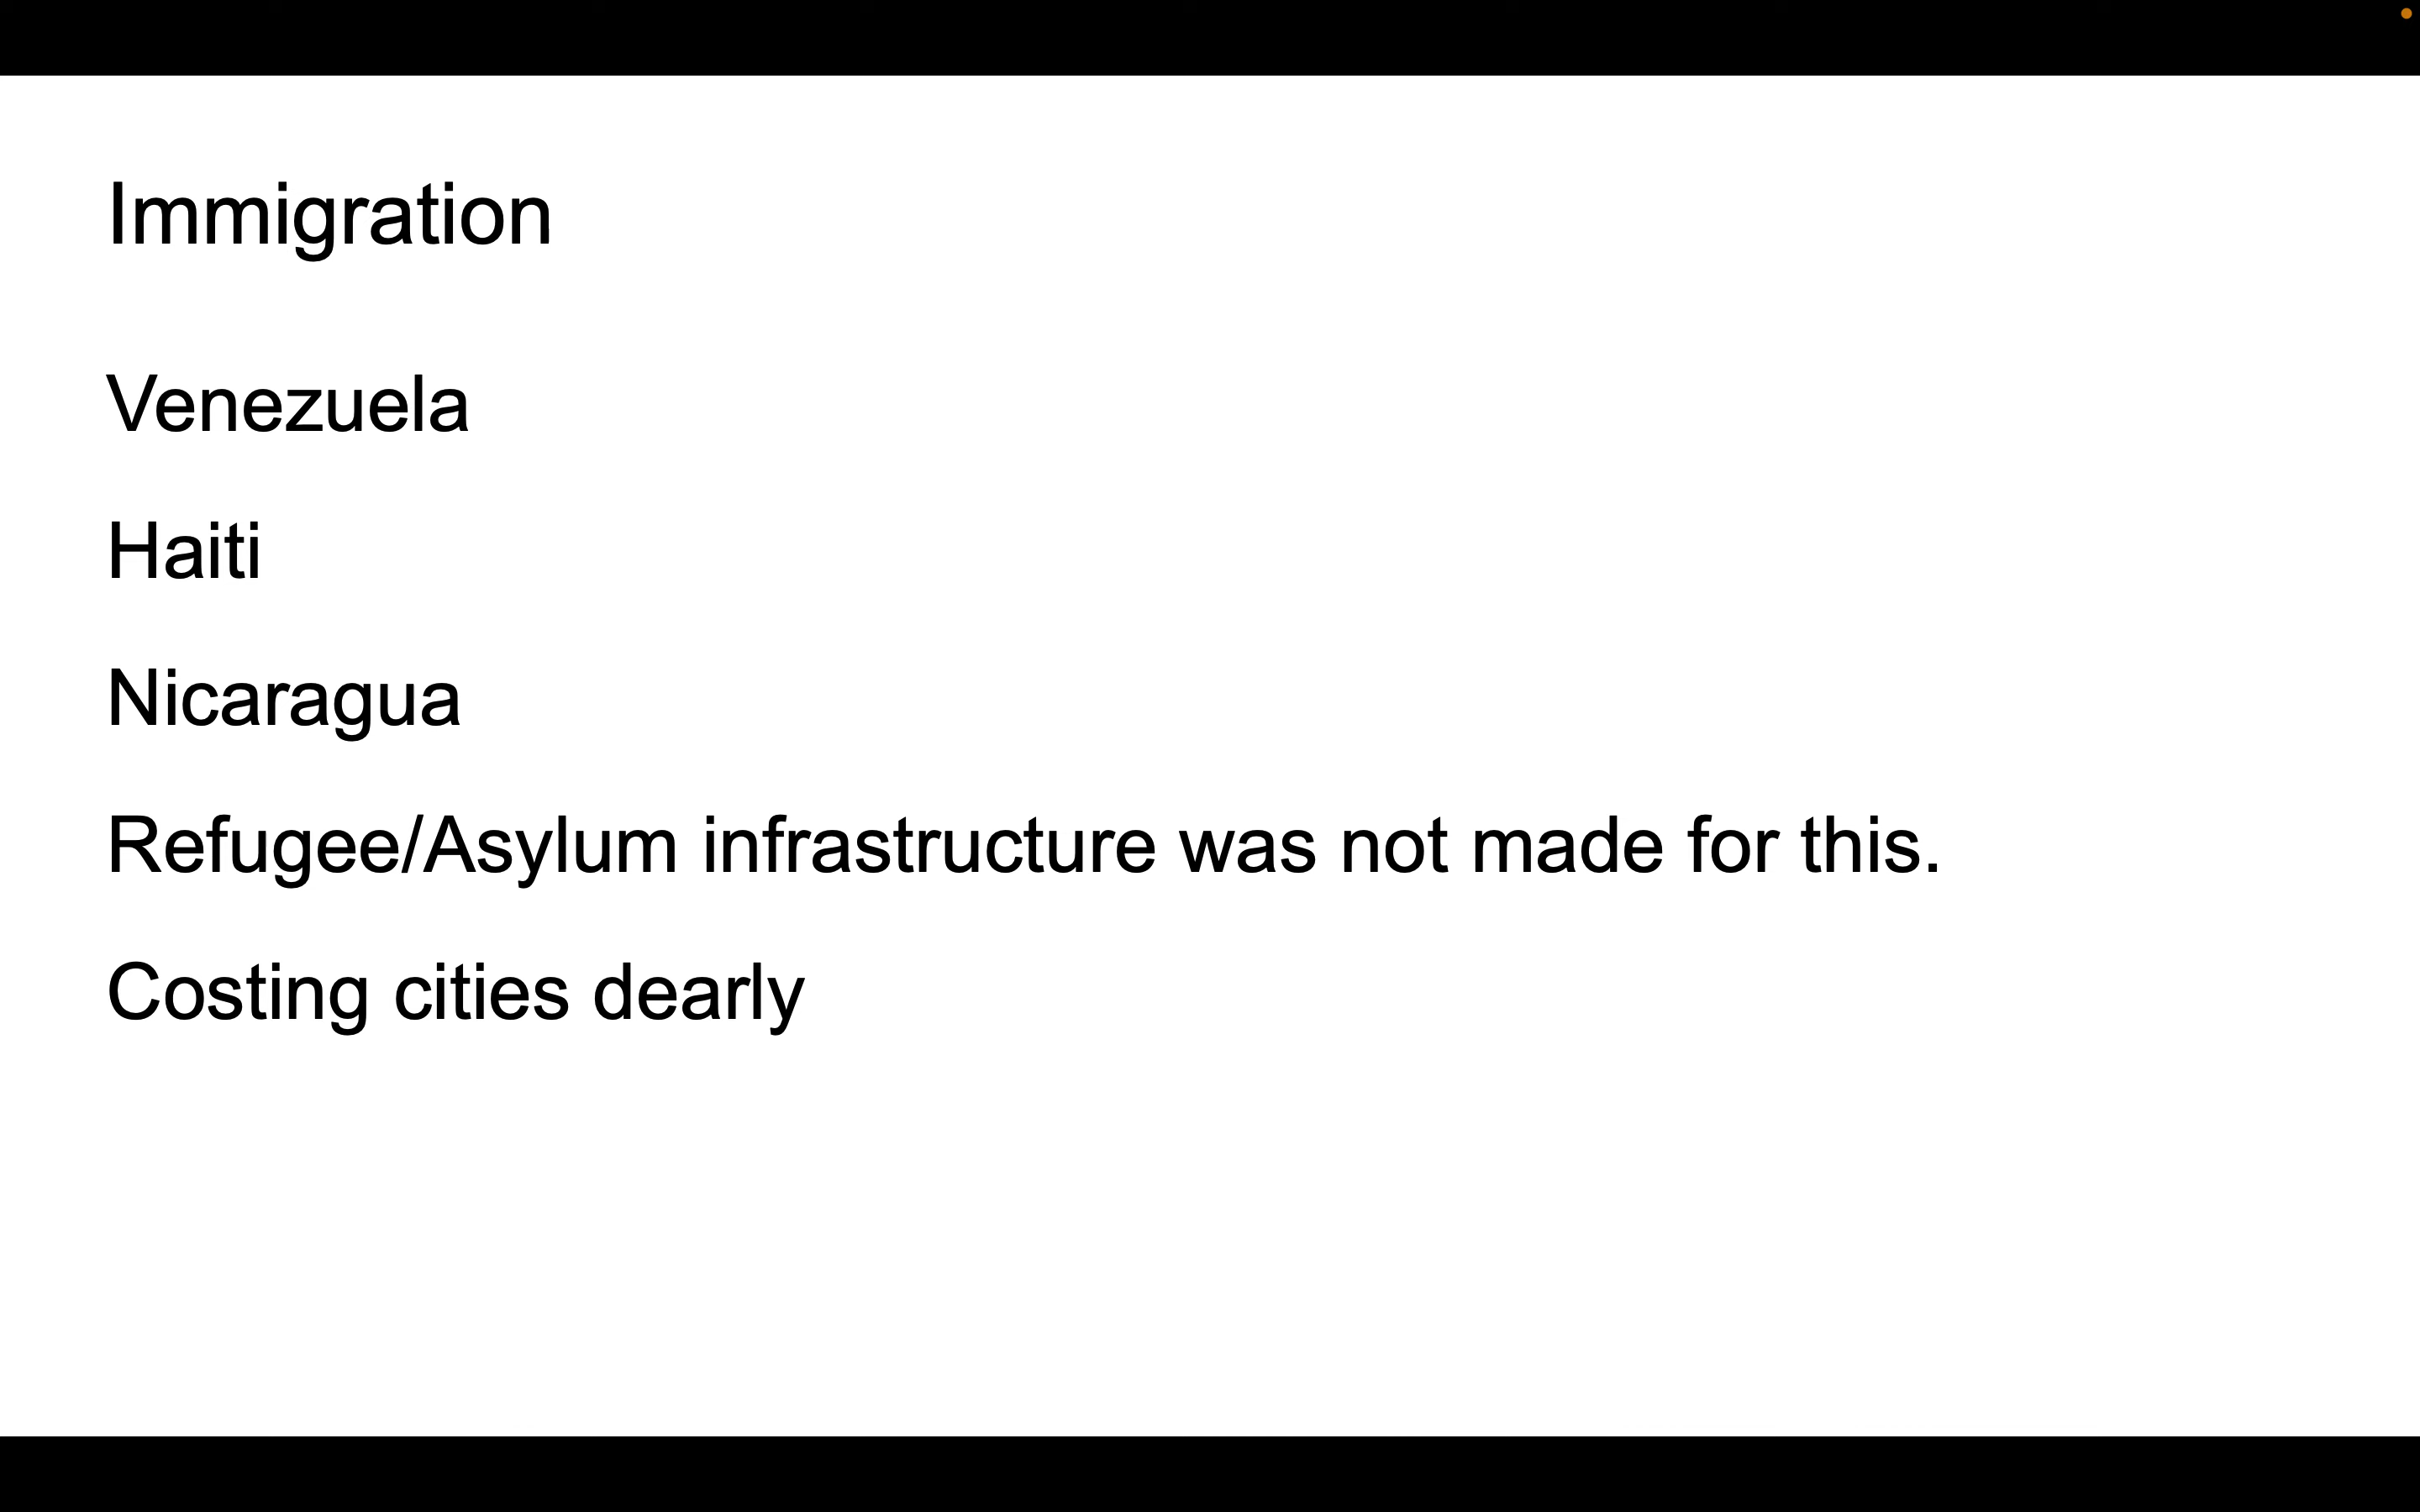 Immigration
Venezuela
Haiti
Nicaragua
Refugee/Asylum infrastructure was not made for this.
Costing cities dearly